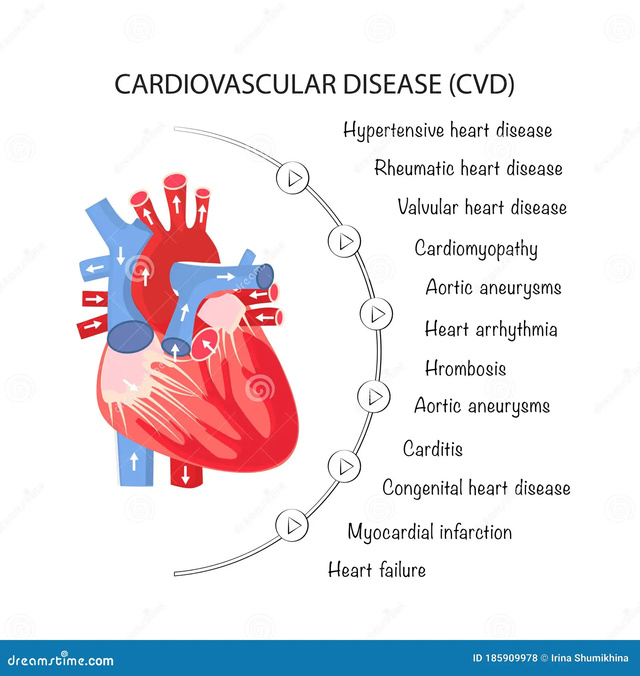 CARDIOVASCULAR DISEASE (CVD)
Hypertensive heart disease
Rheumatic heart disease
Valvular heart disease
Cardiomyopathy
Aortic aneurysms
Heart arrhythmia
Hrombosis
Aortic aneurysms
Carditis
Congenital heart disease
Myocardial infarction
Heart failure
dreamstime.com
ID 185909978 © Irina Shumikhina